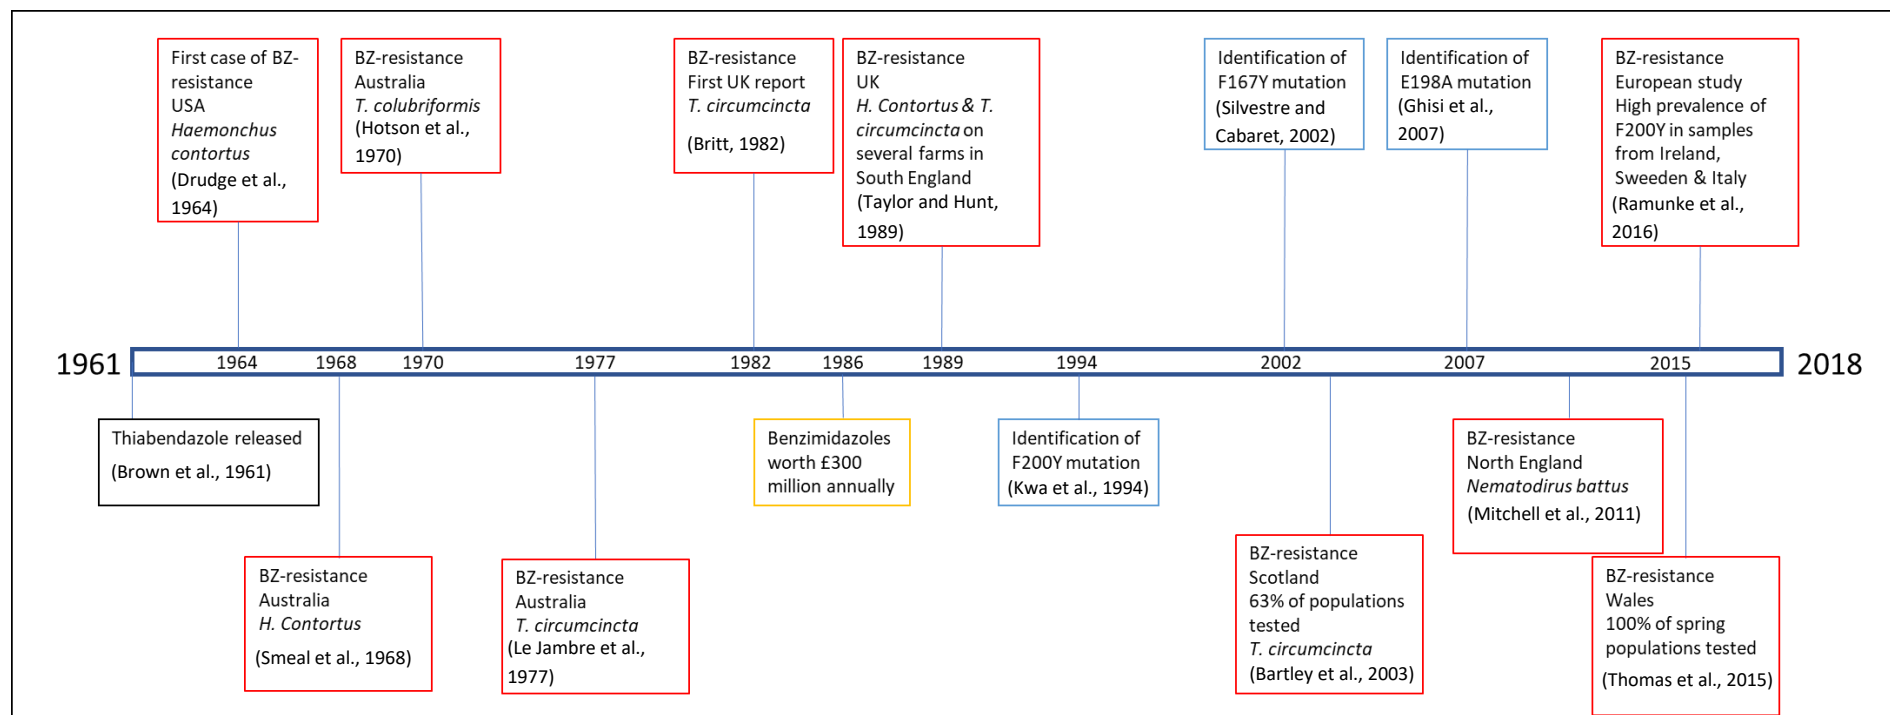 First case of BZ-
resistance
USA
Haemonchus
contortus
(Drudge et al.,
1964)
BZ-resistance
Australia
T. colubriformis
(Hotson et al.,
1970)
BZ-resistance
First UK report
T. circumcincta
(Britt, 1982)
BZ-resistance
UK
H. Contortus & T.
circumcincta on
several farms in
South England
(Taylor and Hunt,
1989)
Identification of
F167Y mutation
(Silvestre and
Cabaret, 2002)
Identification of
E198A mutation
(Ghisi et al.,
2007)
BZ-resistance
European study
High prevalence of
F200Y in samples
from Ireland,
Sweeden & Italy
(Ramunke et al.,
2016)
1961 1964 1968 1970 1977 1982 1986 1989 1994 2002 2007 2015 2018
Thiabendazole released
(Brown et al., 1961)
BZ-resistance
Australia
H. Contortus
(Smeal et al., 1968)
BZ-resistance
Australia
T. circumcincta
(Le Jambre et al.,
1977)
Benzimidazoles
worth £300
million annually
Identification of
F200Y mutation
(Kwa et al., 1994)
BZ-resistance
Scotland
63% of populations
tested
T. circumcincta
(Bartley et al., 2003)
BZ-resistance
North England
Nematodirus battus
(Mitchell et al., 2011)
BZ-resistance
Wales
100% of spring
populations tested
(Thomas et al., 2015)